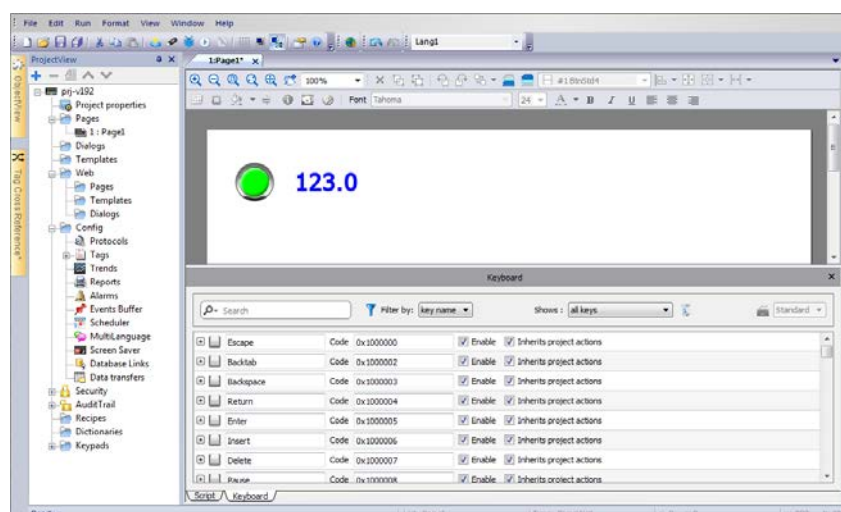 File Edit Run Format View Window Help
Lang1
ProjectView
1:Page1* x
ObjectView
Tag Cross Reference*
100%
#1BtnStd4
Font Tahoma
24
A B I U
prj-v192
Project properties
Pages
1 : Page1
Dialogs
Templates
Web
Pages
Templates
Dialogs
Config
Protocols
Tags
Trends
Reports
Alarms
Events Buffer
Scheduler
MultiLanguage
Screen Saver
Database Links
Data transfers
Security
AuditTrail
Recipes
Dictionaries
Keypads
123.0
Keyboard
Search
Filter by: key name
Shows : all keys
Standard
Escape Code 0x1000000 Enable Inherits project actions
Backtab Code 0x1000002 Enable Inherits project actions
Backspace Code 0x1000003 Enable Inherits project actions
Return Code 0x1000004 Enable Inherits project actions
Enter Code 0x1000005 Enable Inherits project actions
Insert Code 0x1000006 Enable Inherits project actions
Delete Code 0x1000007 Enable Inherits project actions
Pause Code 0x1000008 Enable Inherits project actions
Script Keyboard